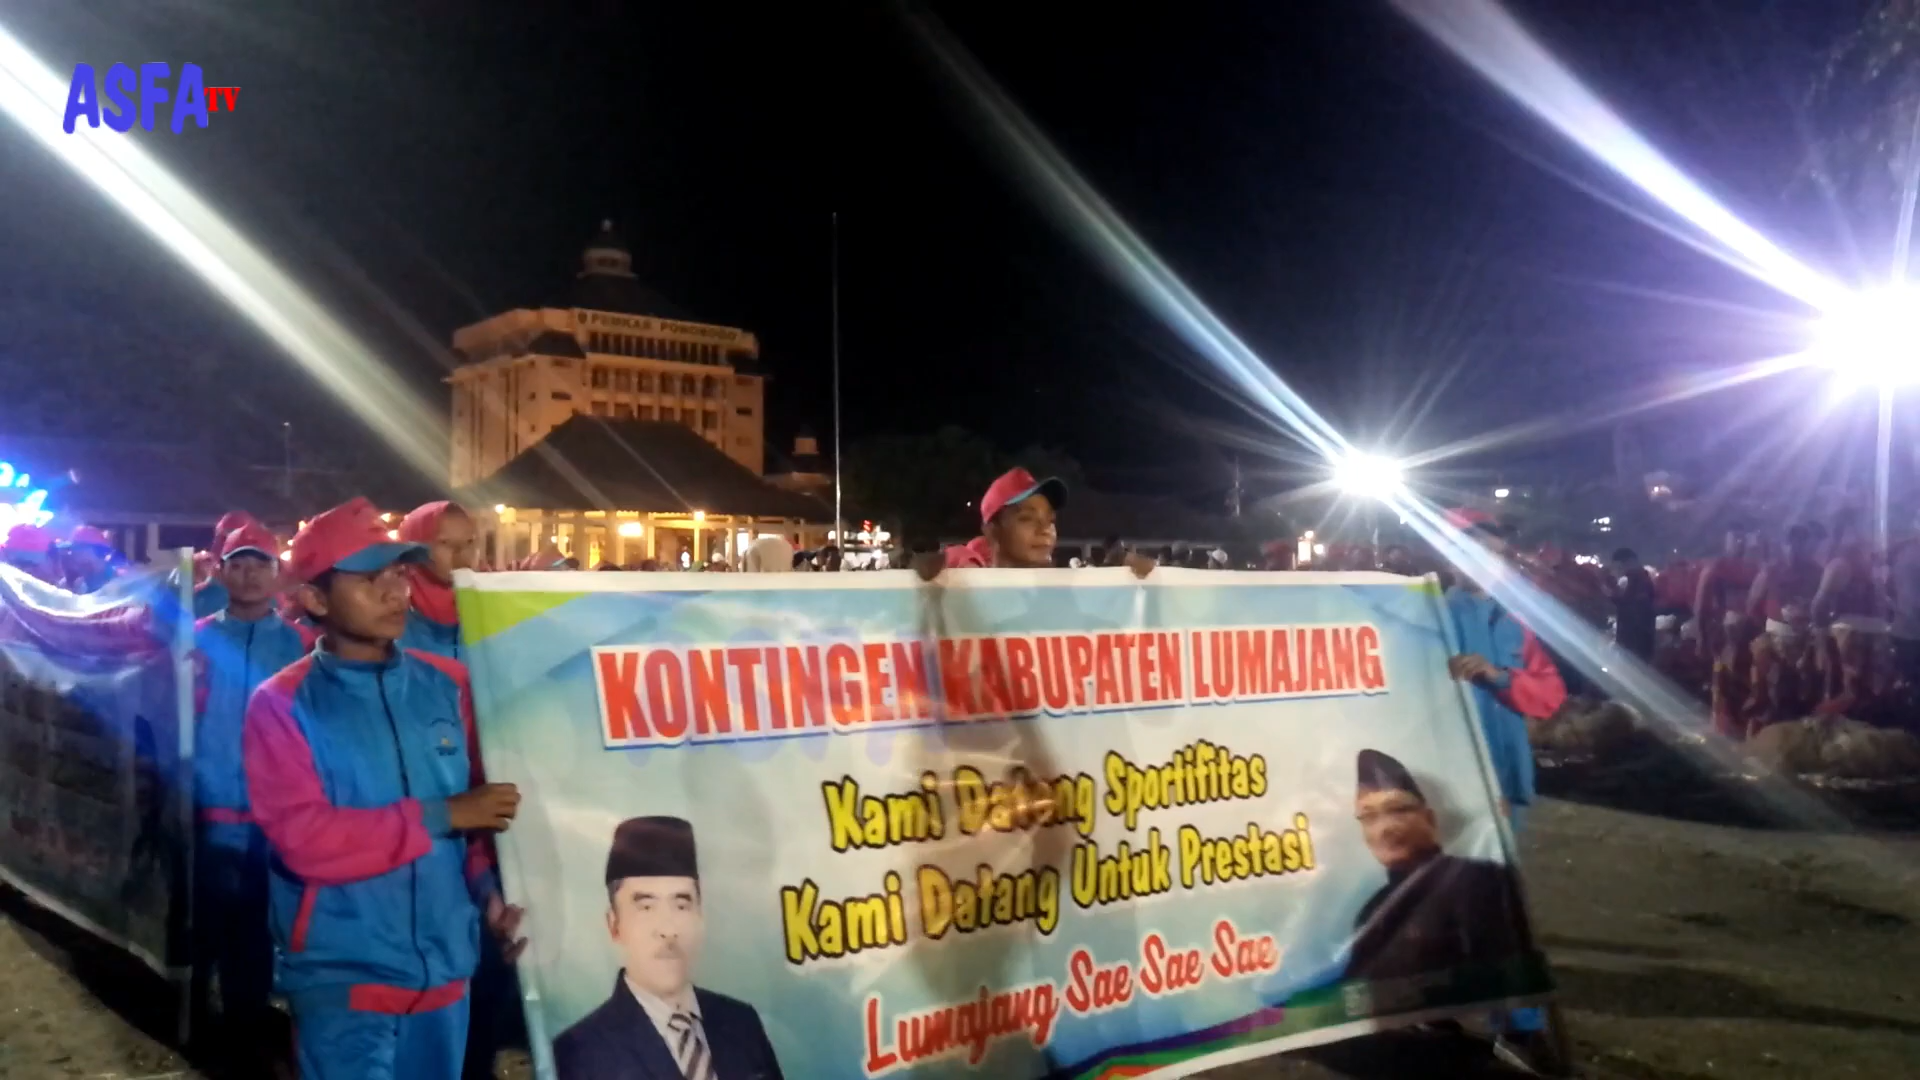 ASFA TV
PEMKAB PONOROGO
KONTINGEN KABUPATEN LUMAJANG
Kami Datang Sportifitas
Kami Datang Untuk Prestasi
Lumajang Sae Sae Sae